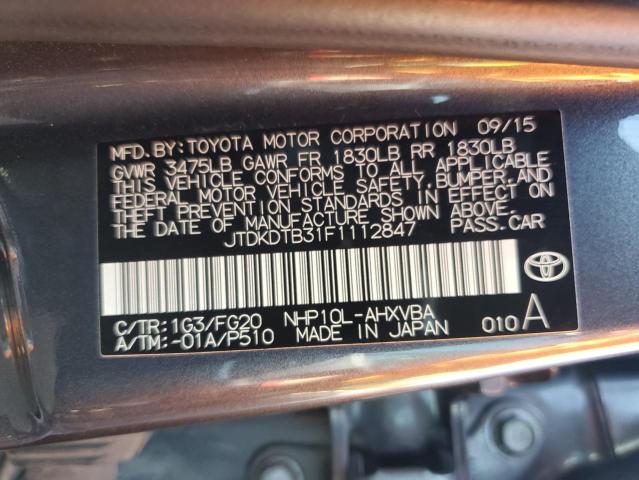 MFD.BY:TOYOTA MOTOR CORPORATION 09/15
GVWR 3475LB GAWR FR 1830LB RR 1830LB
THIS VEHICLE CONFORMS TO ALL APPLICABLE
FEDERAL MOTOR VEHICLE SAFETY,BUMPER,AND
THEFT PREVENTION STANDARDS IN EFFECT ON
THE DATE OF MANUFACTURE SHOWN ABOVE.
JTDKDTB31F1112847 PASS.CAR
C/TR:1G3/FG20 NHP10L-AHXVBA
A/TM:-01A/P510 MADE IN JAPAN 010A